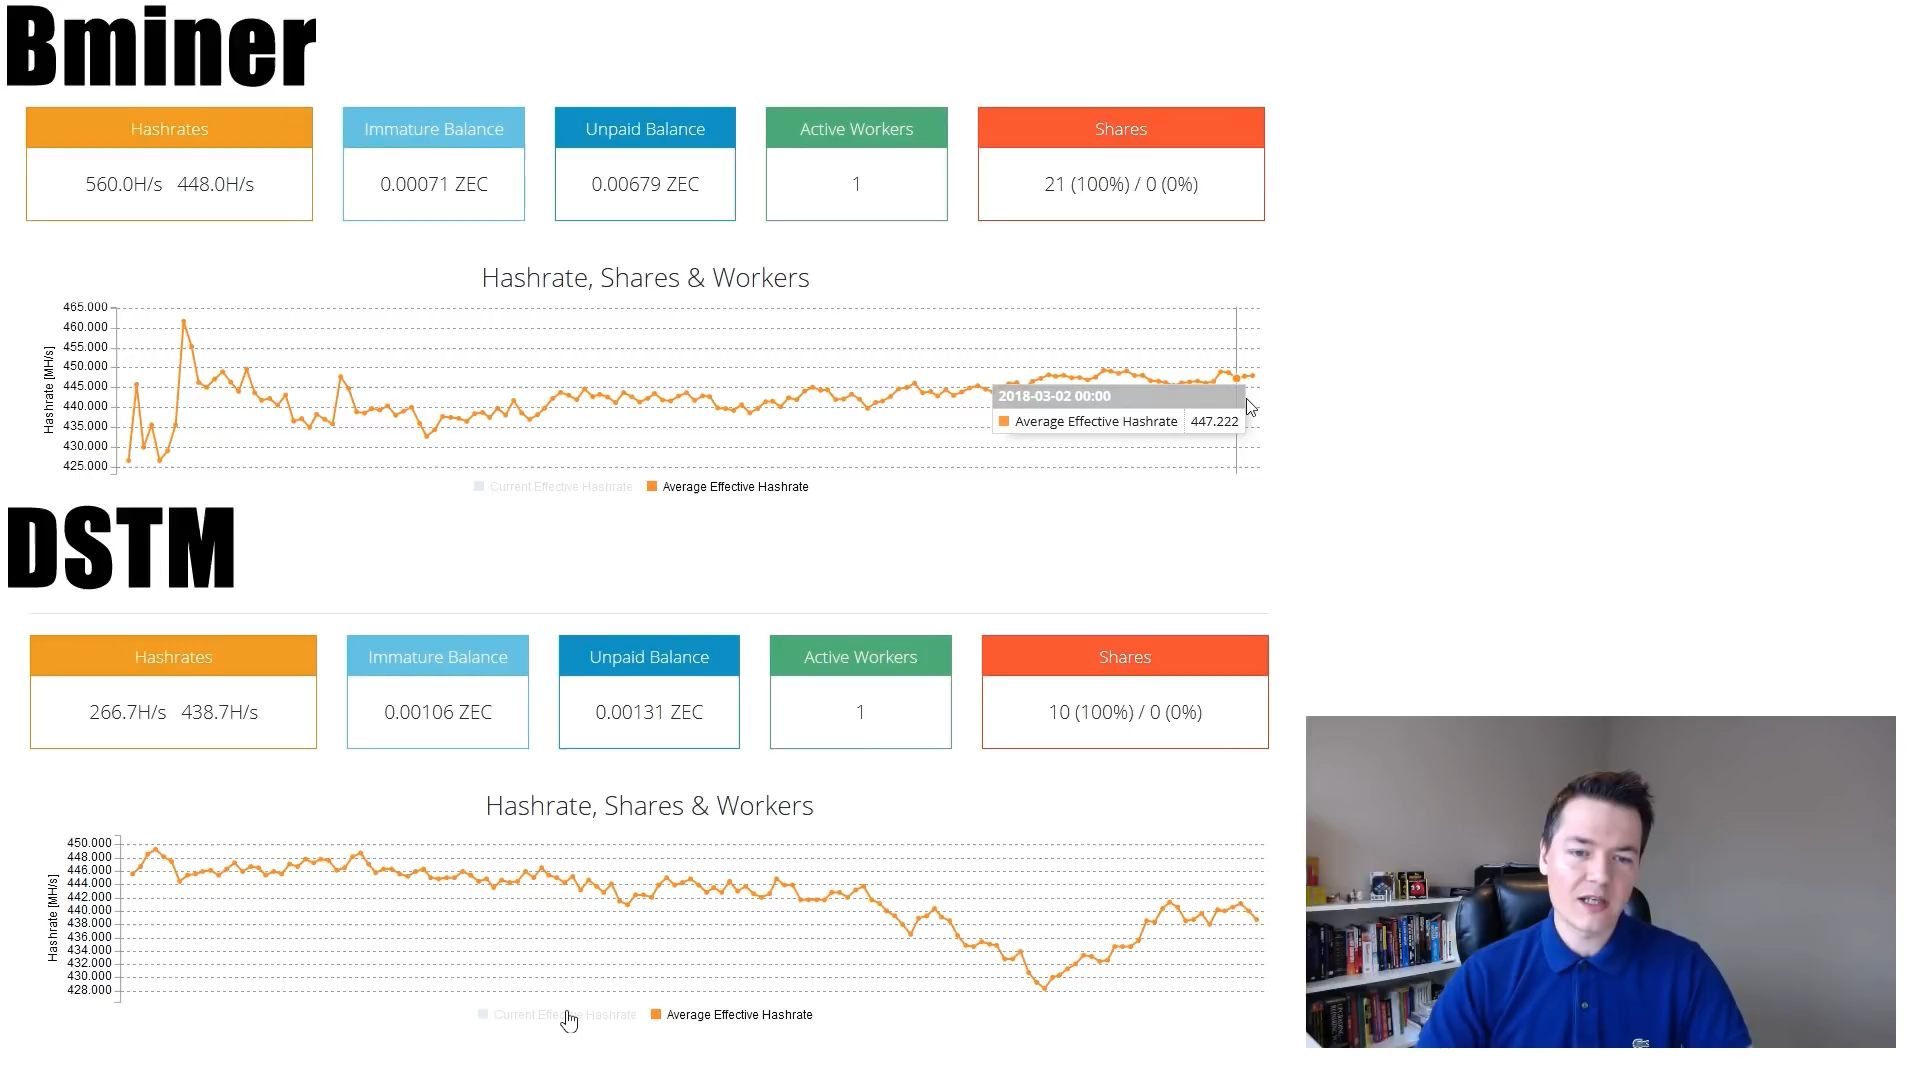 Bminer
Hashrates
Immature Balance
Unpaid Balance
Active Workers
Shares
560.0H/s 448.0H/s
0.00071 ZEC
0.00679 ZEC
1
21 (100%) / 0 (0%)
Hashrate, Shares & Workers
Hashrate [MH/s]
465.000
460.000
455.000
450.000
445.000
440.000
435.000
430.000
425.000
2018-03-02 00:00
Average Effective Hashrate 447.222
Current Effective Hashrate Average Effective Hashrate
DSTM
Hashrates
Immature Balance
Unpaid Balance
Active Workers
Shares
266.7H/s 438.7H/s
0.00106 ZEC
0.00131 ZEC
1
10 (100%) / 0 (0%)
Hashrate, Shares & Workers
Hashrate [MH/s]
450.000
448.000
446.000
444.000
442.000
440.000
438.000
436.000
434.000
432.000
430.000
428.000
Current Effective Hashrate Average Effective Hashrate